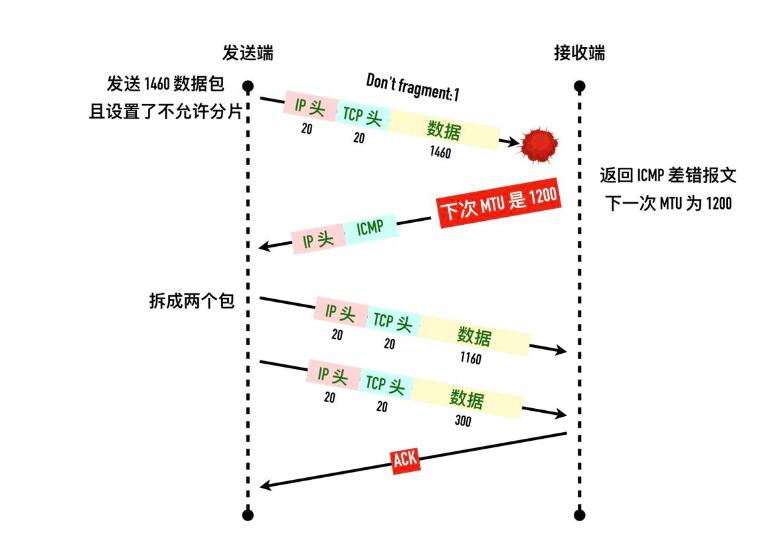 发送端
接收端
发送 1460 数据包
且设置了不允许分片
Don't fragment:1
IP 头
TCP 头
数据
20
20
1460
返回 ICMP 差错报文
下一次 MTU 为 1200
下次 MTU 是 1200
IP 头
ICMP
拆成两个包
IP 头
TCP 头
数据
20
20
1160
IP 头
TCP 头
数据
20
20
300
ACK